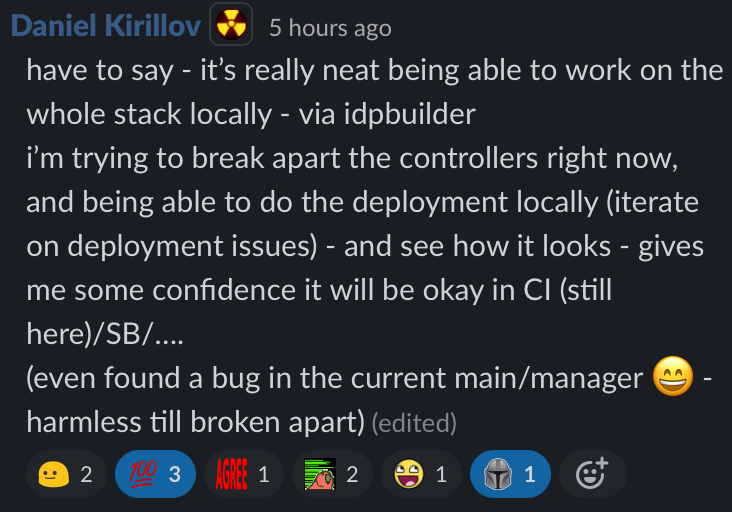 Daniel Kirillov 5 hours ago
have to say - it’s really neat being able to work on the
whole stack locally - via idpbuilder
i’m trying to break apart the controllers right now,
and being able to do the deployment locally (iterate
on deployment issues) - and see how it looks - gives
me some confidence it will be okay in CI (still
here)/SB/….
(even found a bug in the current main/manager 😄 -
harmless till broken apart) (edited)
2 100 3 AGREE 1 2 1 1